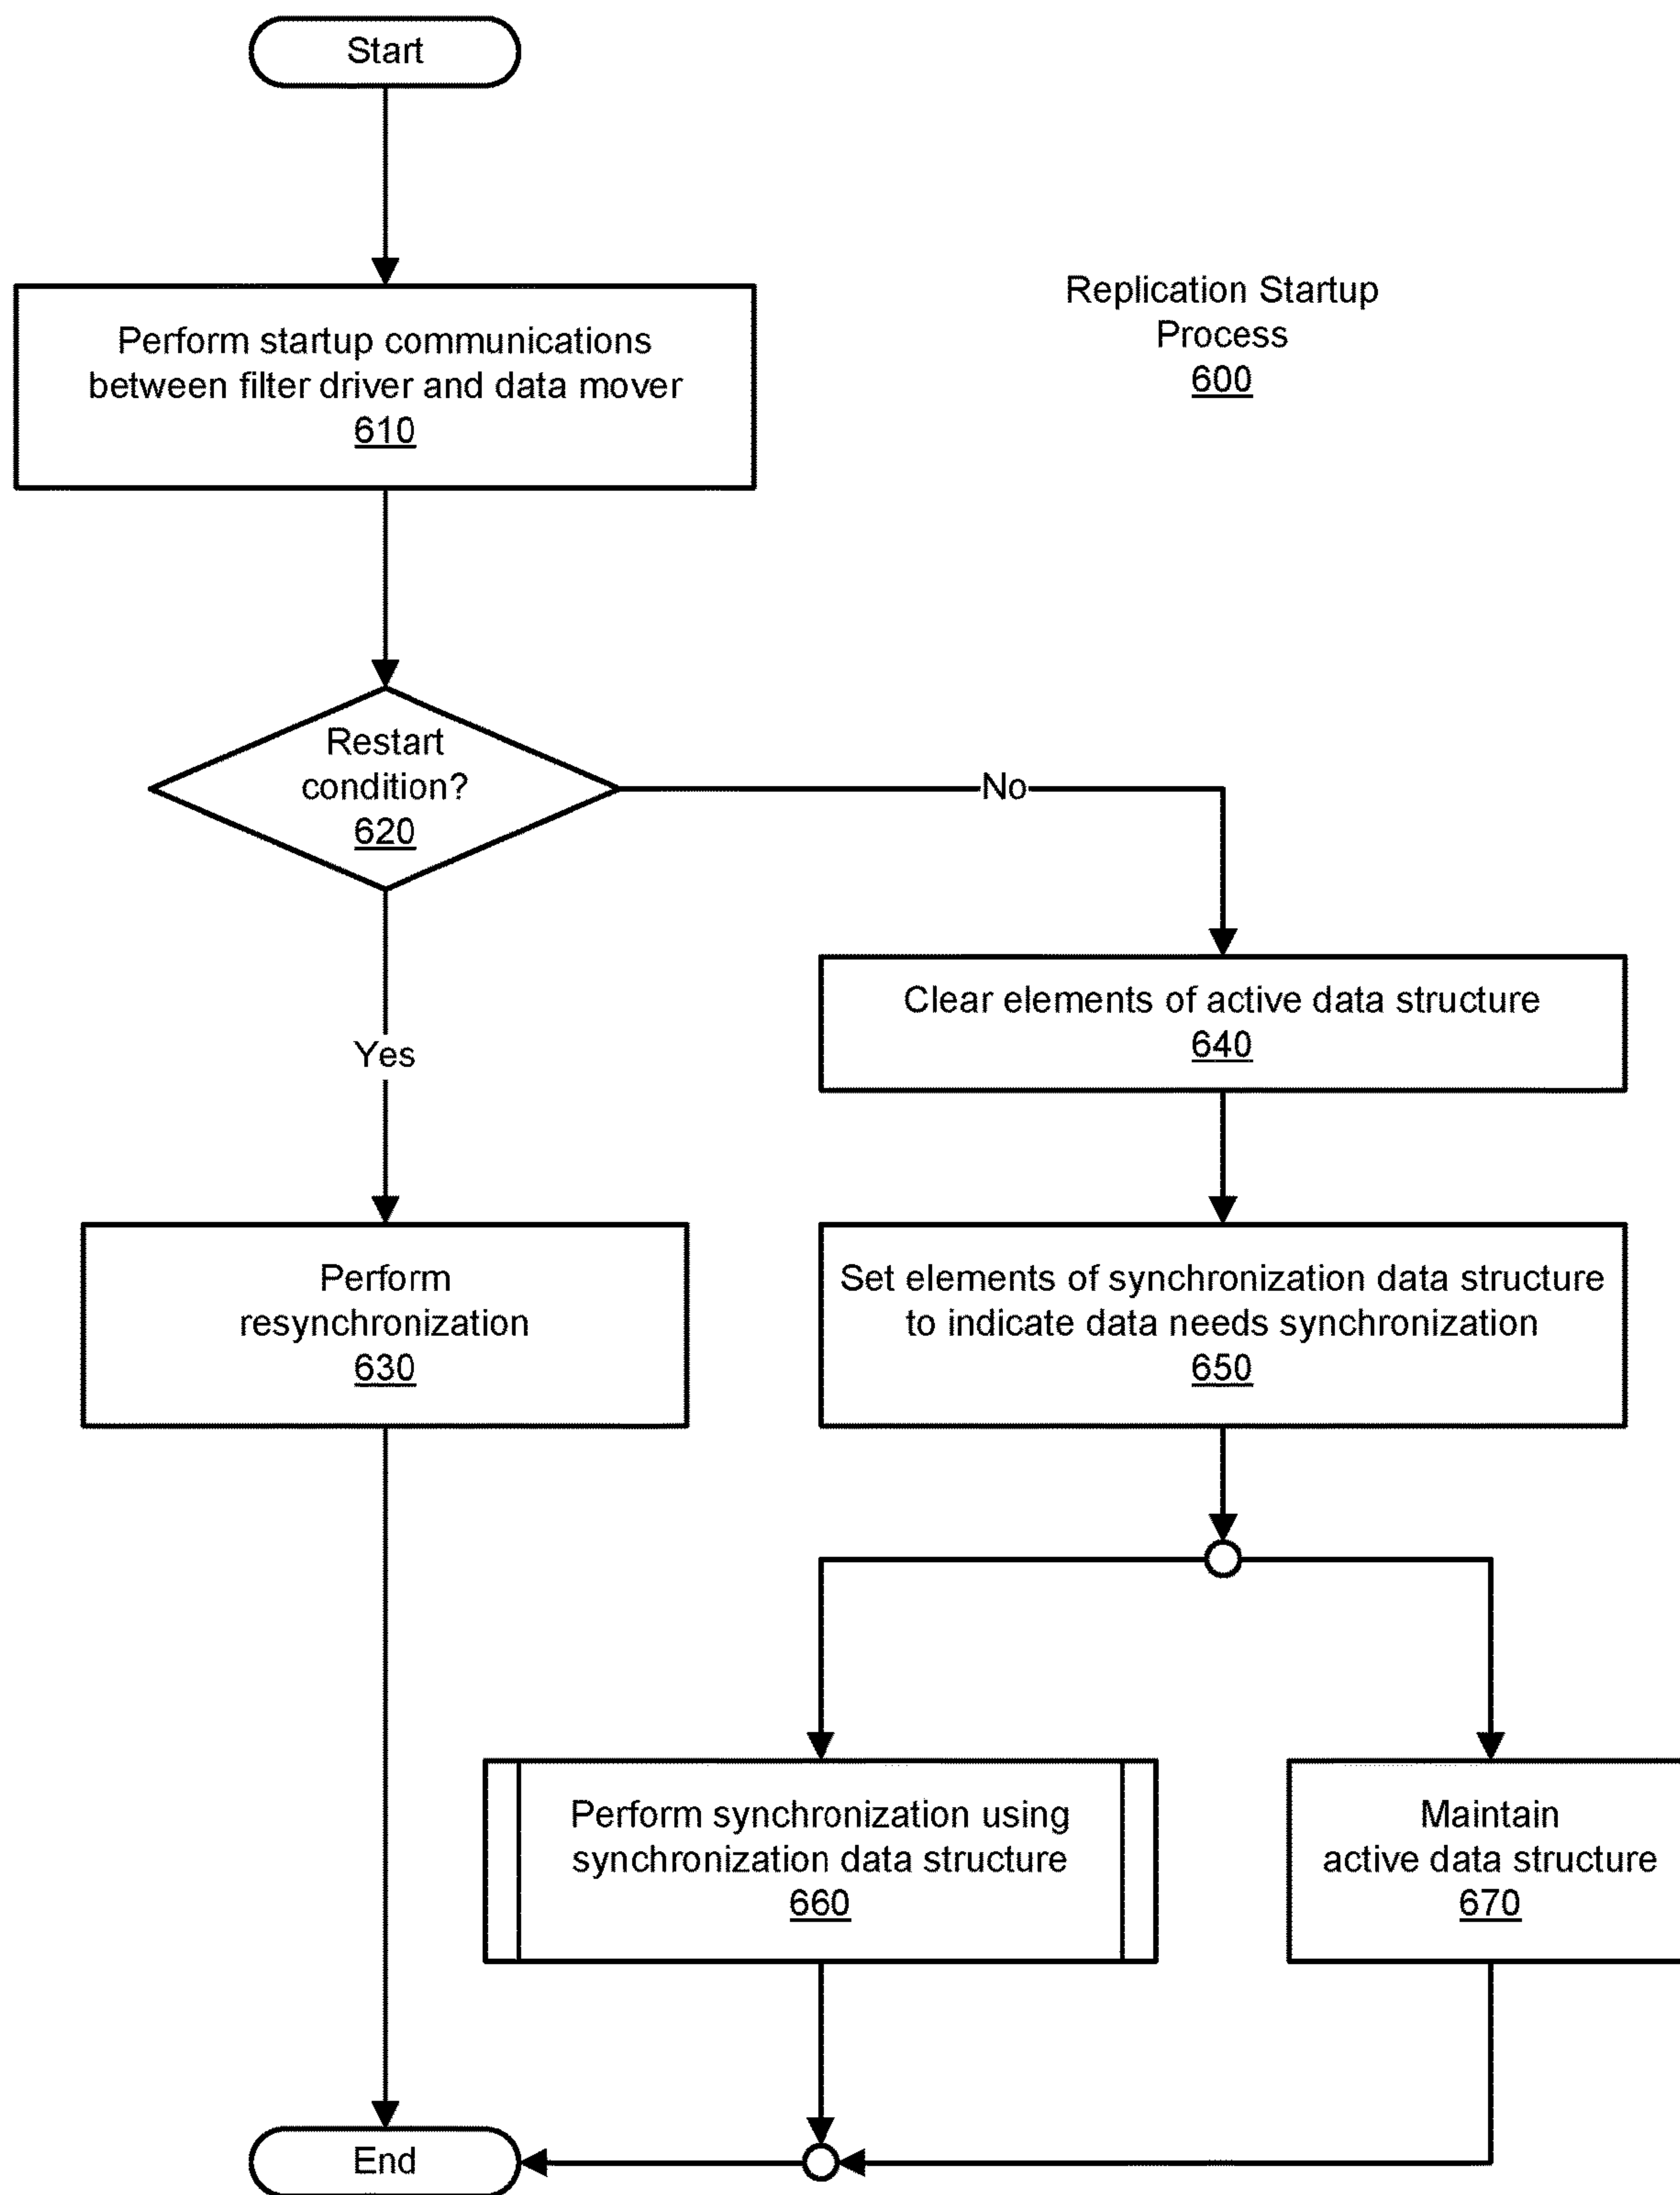 Start
Perform startup communications
between filter driver and data mover
610
Replication Startup
Process
600
Restart
condition?
620
No
Yes
Clear elements of active data structure
640
Perform
resynchronization
630
Set elements of synchronization data structure
to indicate data needs synchronization
650
Perform synchronization using
synchronization data structure
660
Maintain
active data structure
670
End